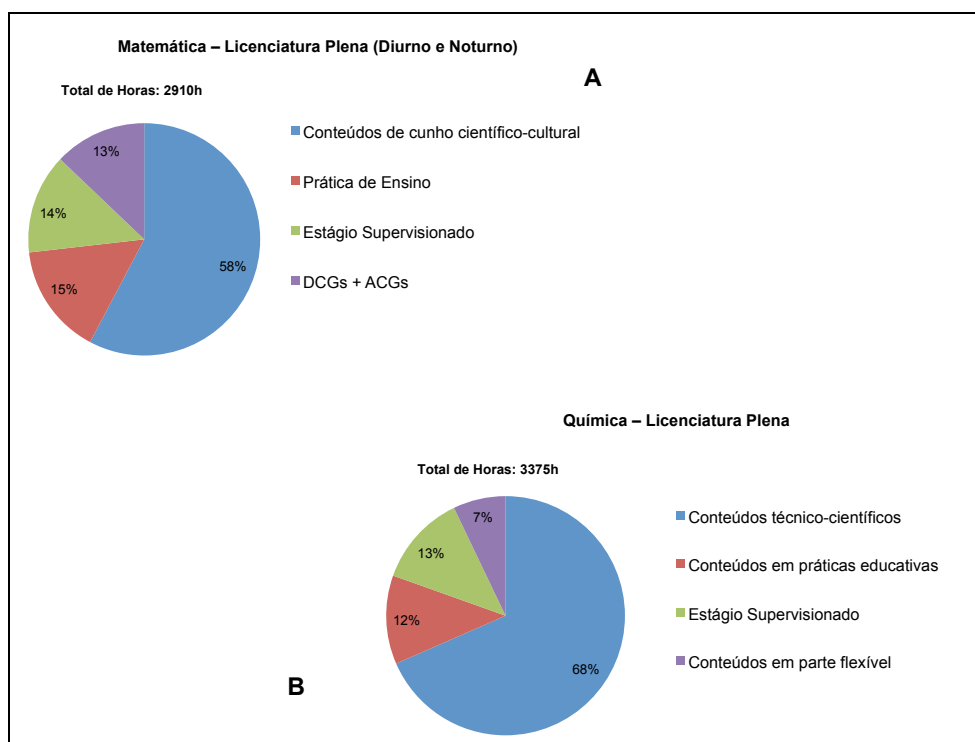 Matemática – Licenciatura Plena (Diurno e Noturno)
A
Total de Horas: 2910h
13%
14%
15%
58%
Conteúdos de cunho científico-cultural
Prática de Ensino
Estágio Supervisionado
DCGs + ACGs
Química – Licenciatura Plena
Total de Horas: 3375h
7%
13%
12%
68%
Conteúdos técnico-científicos
Conteúdos em práticas educativas
Estágio Supervisionado
Conteúdos em parte flexível
B